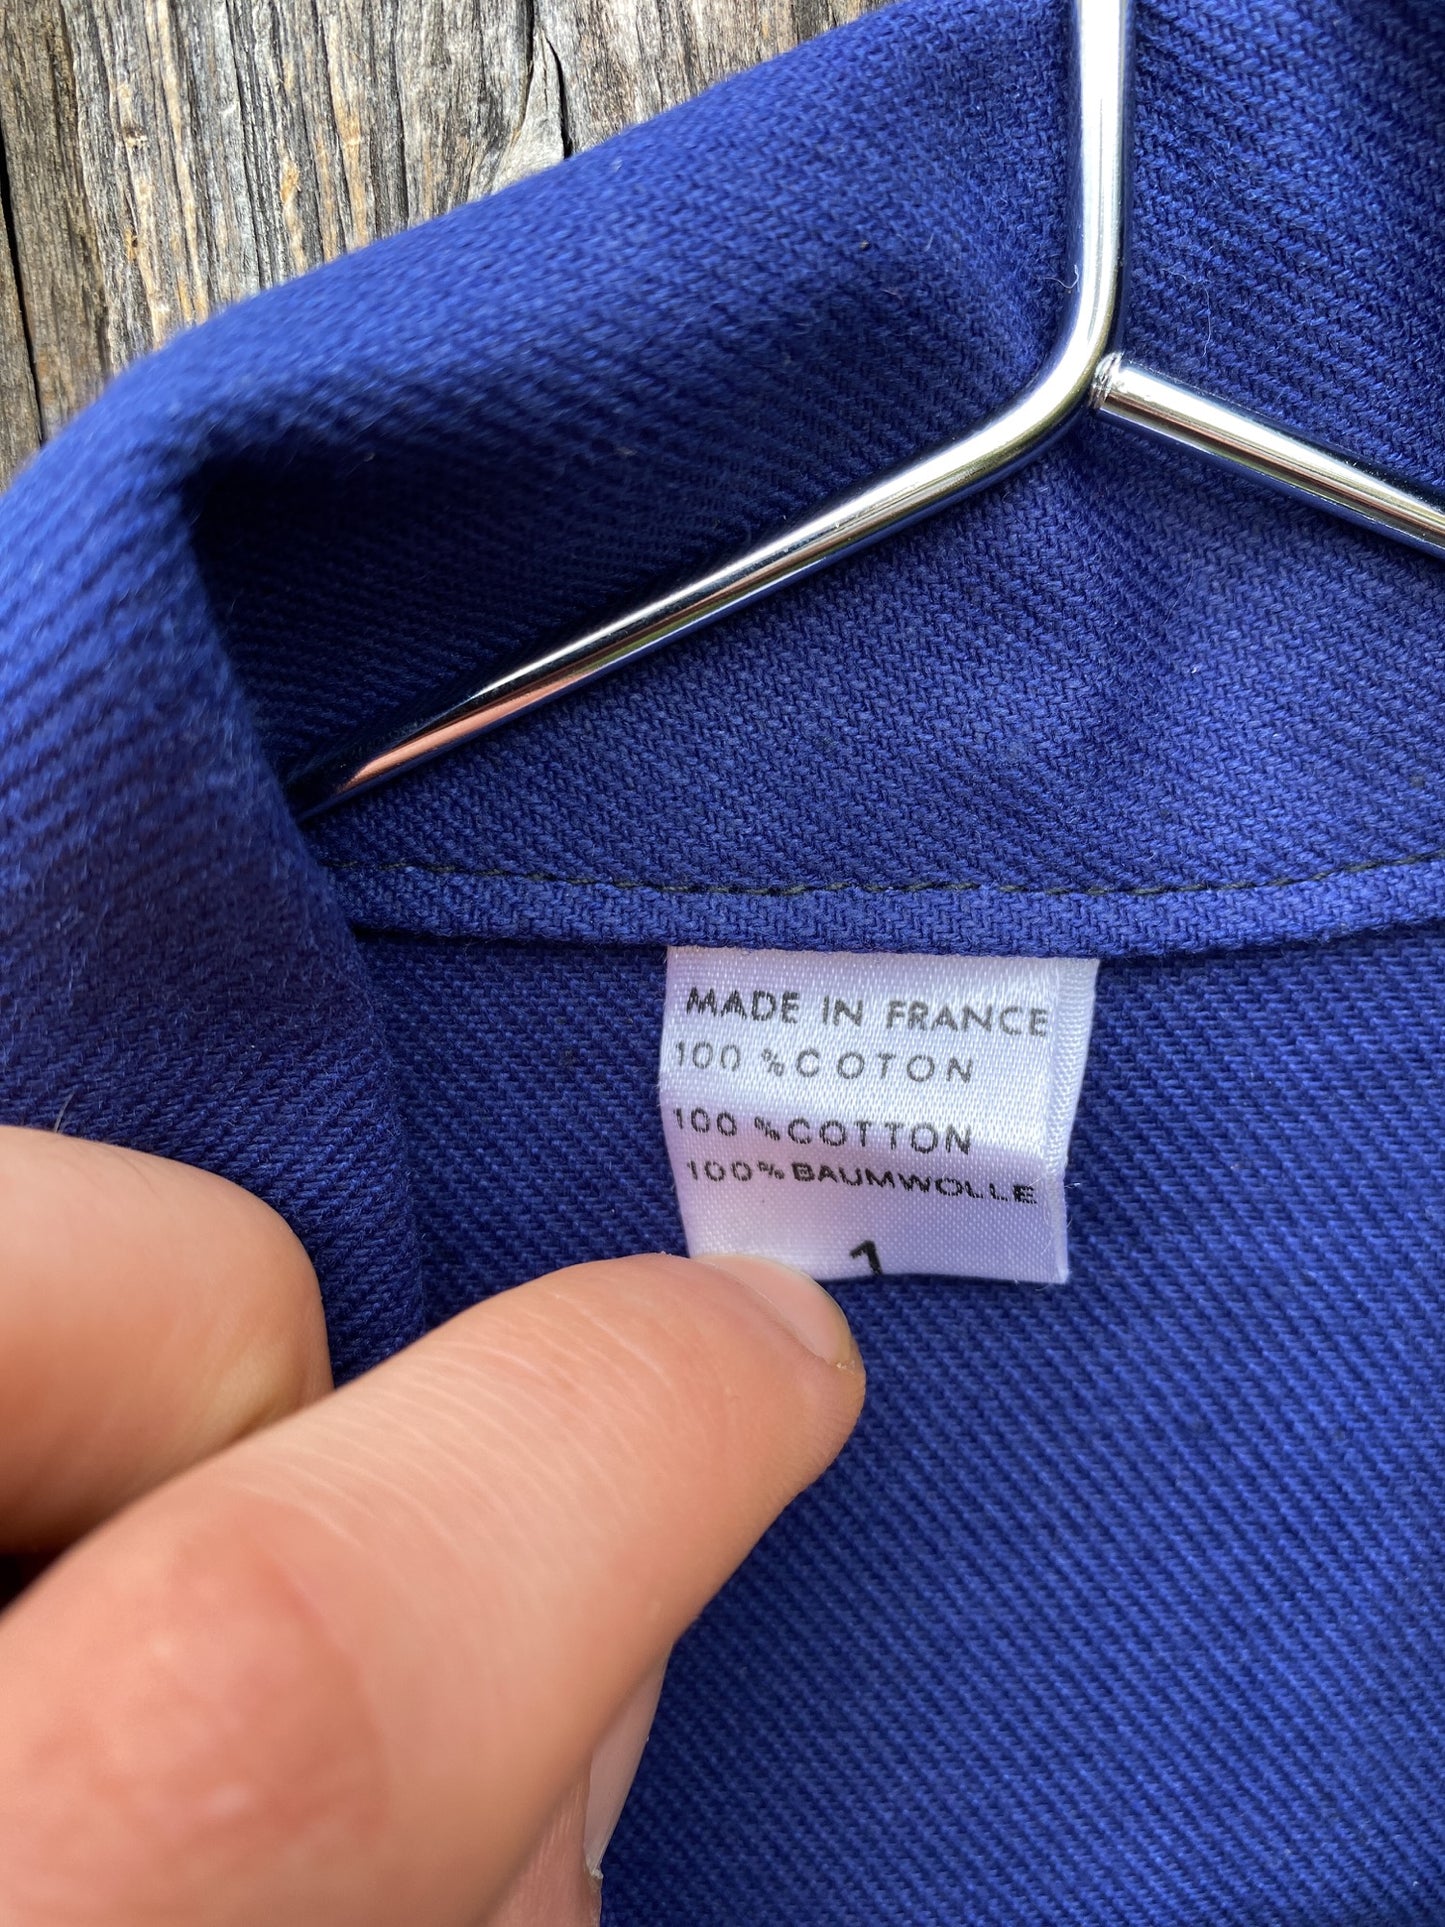 MADE IN FRANCE
100 % COTON
100 % COTTON
100% BAUMWOLLE
1